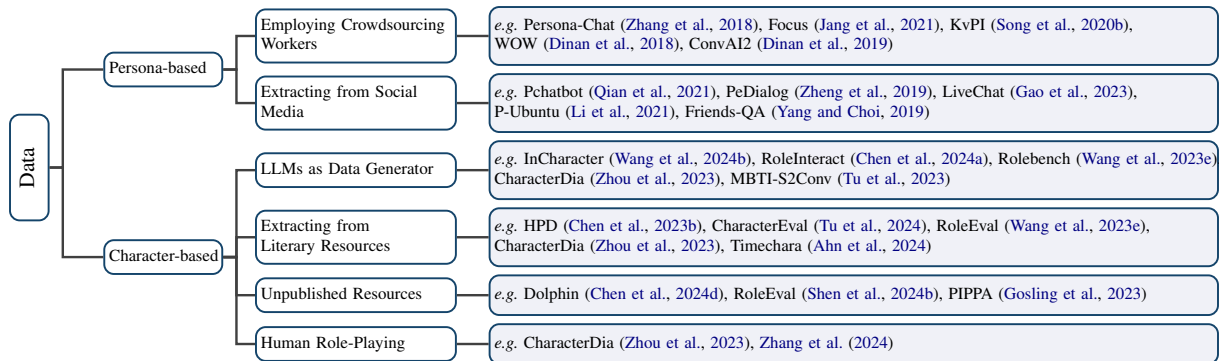 Data
Persona-based
Employing Crowdsourcing
Workers
e.g. Persona-Chat (Zhang et al., 2018), Focus (Jang et al., 2021), KvPI (Song et al., 2020b),
WOW (Dinan et al., 2018), ConvAI2 (Dinan et al., 2019)
Extracting from Social
Media
e.g. Pchatbot (Qian et al., 2021), PeDialog (Zheng et al., 2019), LiveChat (Gao et al., 2023),
P-Ubuntu (Li et al., 2021), Friends-QA (Yang and Choi, 2019)
Character-based
LLMs as Data Generator
e.g. InCharacter (Wang et al., 2024b), RoleInteract (Chen et al., 2024a), Rolebench (Wang et al., 2023e)
CharacterDia (Zhou et al., 2023), MBTI-S2Conv (Tu et al., 2023)
Extracting from
Literary Resources
e.g. HPD (Chen et al., 2023b), CharacterEval (Tu et al., 2024), RoleEval (Wang et al., 2023e),
CharacterDia (Zhou et al., 2023), Timechara (Ahn et al., 2024)
Unpublished Resources
e.g. Dolphin (Chen et al., 2024d), RoleEval (Shen et al., 2024b), PIPPA (Gosling et al., 2023)
Human Role-Playing
e.g. CharacterDia (Zhou et al., 2023), Zhang et al. (2024)